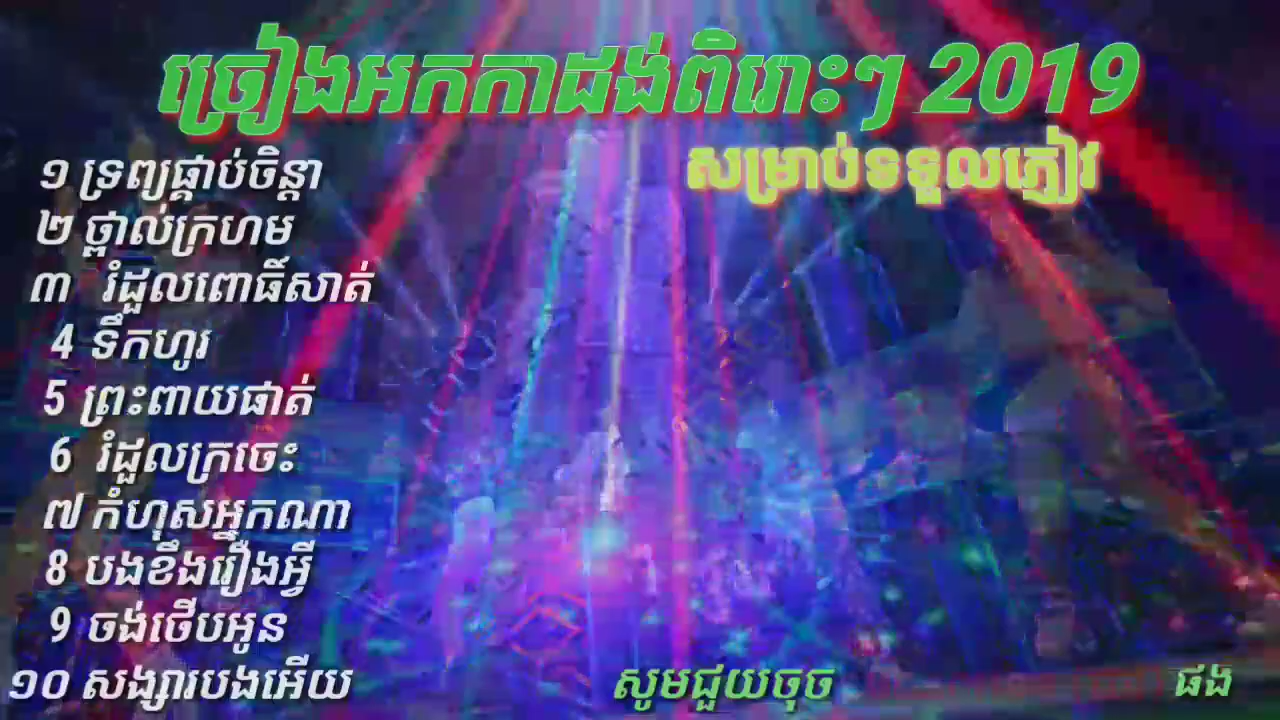 ច្រៀងអកកាដង់ពិរោះៗ 2019
សម្រាប់ទទួលភ្ញៀវ
១ ទ្រព្យផ្គាប់ចិន្តា
២ ថ្ពាល់ក្រហម
៣ រំដួលពោធិ៍សាត់
4 ទឹកហូរ
5 ព្រះពាយផាត់
6 រំដួលក្រចេះ
៧ កំហុសអ្នកណា
8 បងខឹងរឿងអ្វី
9 ចង់ថើបអូន
១០ សង្សារបងអើយ
សូមជួយចុច
ផង